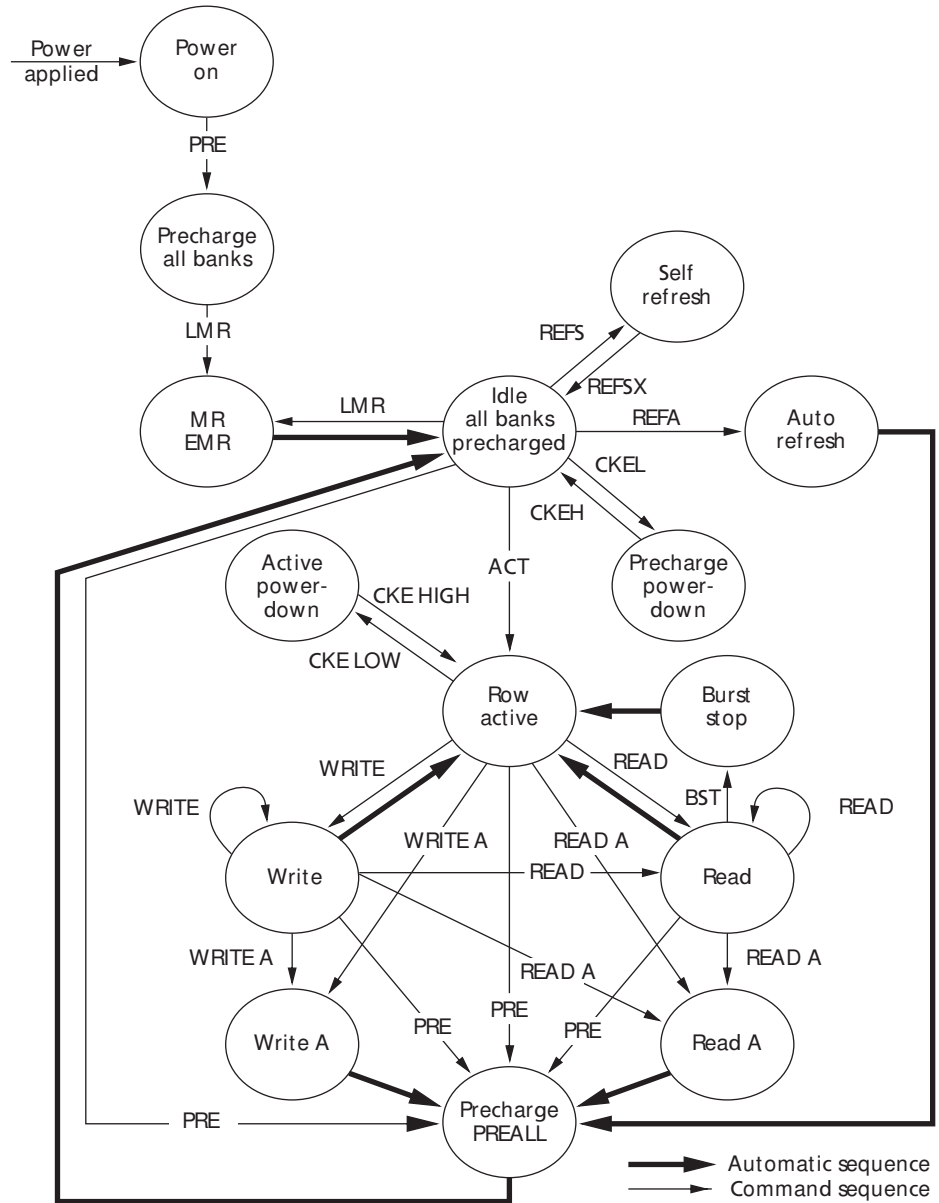 Power
applied
Power
on
PRE
Precharge
all banks
LMR
Self
refresh
REFS
REFSX
MR
EMR
LMR
Idle
all banks
precharged
REFA
Auto
refresh
CKEL
CKEH
ACT
Active
power-
down
CKE HIGH
CKE LOW
Precharge
power-
down
Row
active
Burst
stop
WRITE
READ
BST
WRITE
READ
WRITE A
READ A
Write
READ
Read
WRITE A
READ A
READ A
PRE
PRE
PRE
Write A
Read A
Precharge
PREALL
PRE
Automatic sequence
Command sequence